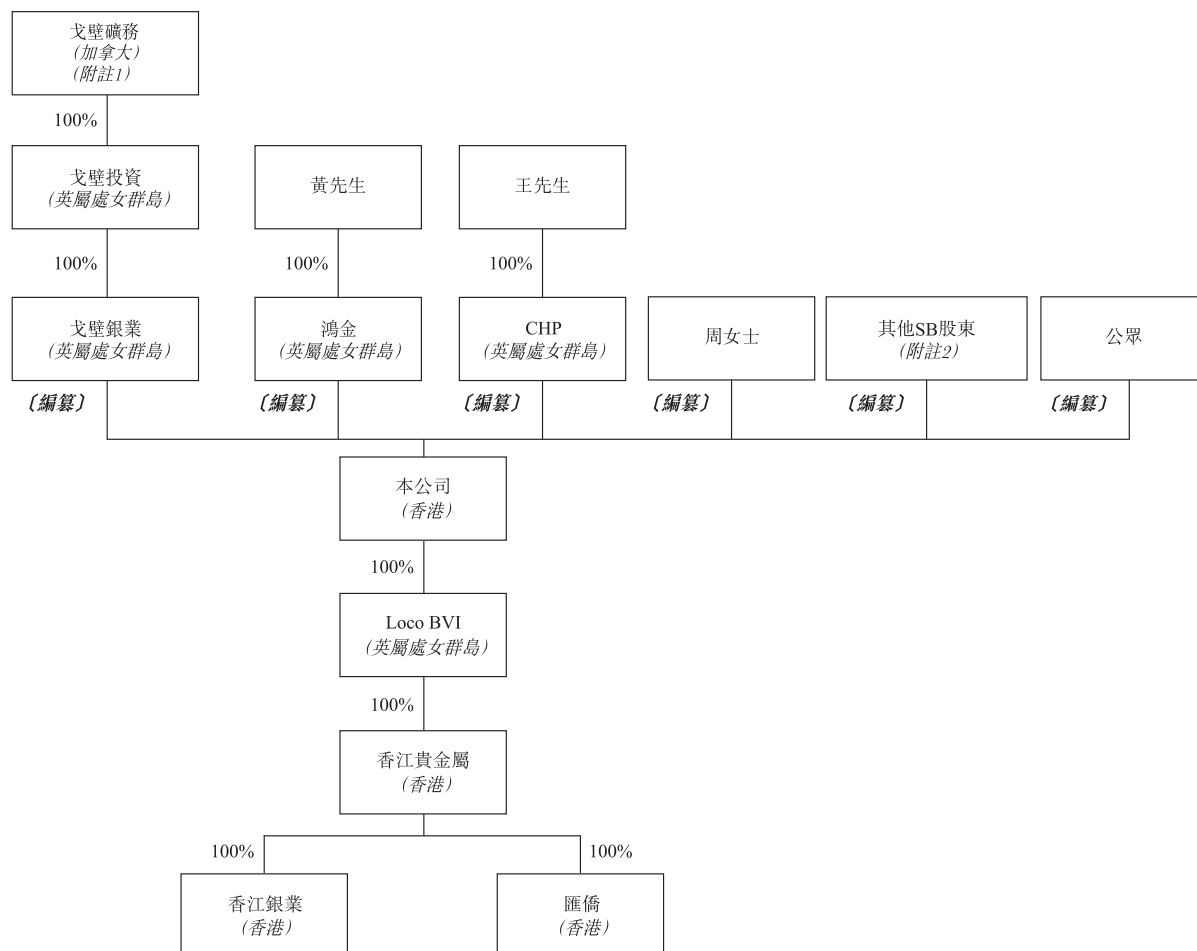 戈壁礦務
（加拿大）
（附註1）
100%
戈壁投資
（英屬處女群島）
黃先生
王先生
100%
100%
100%
戈壁銀業
（英屬處女群島）
鴻金
（英屬處女群島）
CHP
（英屬處女群島）
周女士
其他SB股東
（附註2）
公眾
〔編纂〕
〔編纂〕
〔編纂〕
〔編纂〕
〔編纂〕
〔編纂〕
本公司
（香港）
100%
Loco BVI
（英屬處女群島）
100%
香江貴金屬
（香港）
100%
100%
香江銀業
（香港）
匯僑
（香港）